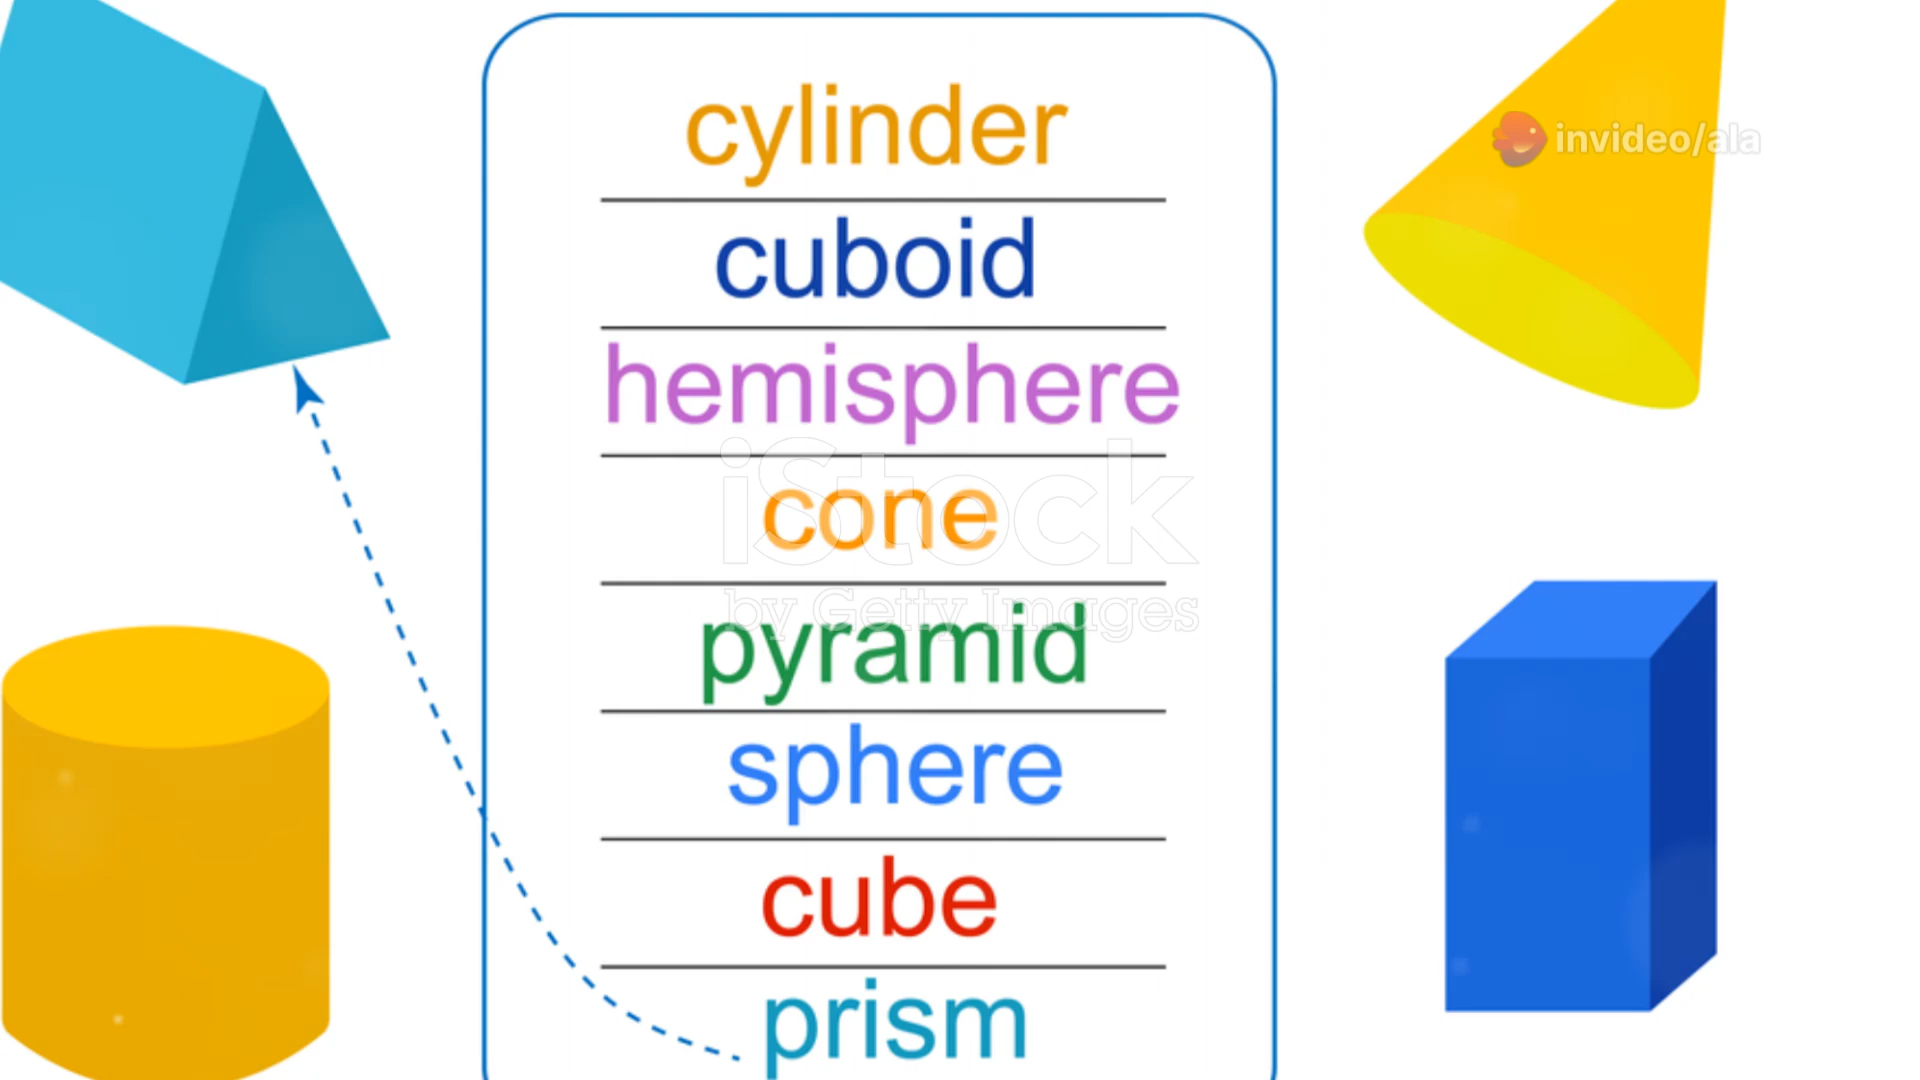 cylinder
invideo/ala
cuboid
hemisphere
iStock
cone
by Getty Images
pyramid
sphere
cube
prism